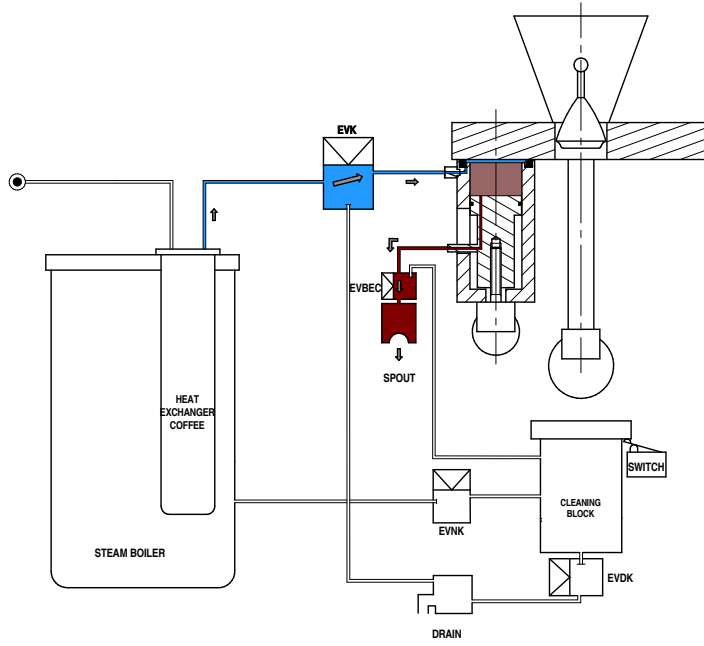 EVK
EVBEC
SPOUT
HEAT
EXCHANGER
COFFEE
SWITCH
CLEANING
BLOCK
EVNK
STEAM BOILER
EVDK
DRAIN